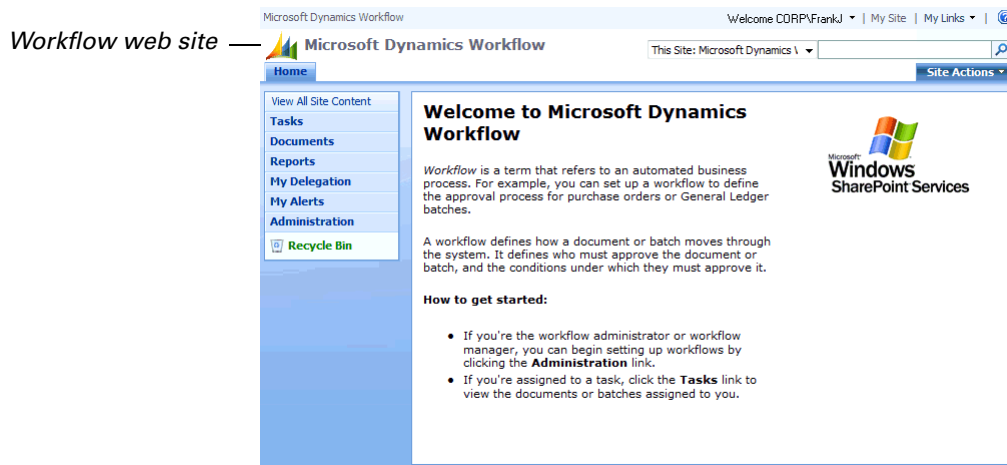 Microsoft Dynamics Workflow
Welcome CORP\FrankJ | My Site | My Links |
Workflow web site
Microsoft Dynamics Workflow
This Site: Microsoft Dynamics \
Home
Site Actions
View All Site Content
Tasks
Documents
Reports
My Delegation
My Alerts
Administration
Recycle Bin
Welcome to Microsoft Dynamics
Workflow
Workflow is a term that refers to an automated business
process. For example, you can set up a workflow to define
the approval process for purchase orders or General Ledger
batches.
A workflow defines how a document or batch moves through
the system. It defines who must approve the document or
batch, and the conditions under which they must approve it.
How to get started:
• If you're the workflow administrator or workflow
manager, you can begin setting up workflows by
clicking the Administration link.
• If you're assigned to a task, click the Tasks link to
view the documents or batches assigned to you.
Microsoft
Windows
SharePoint Services